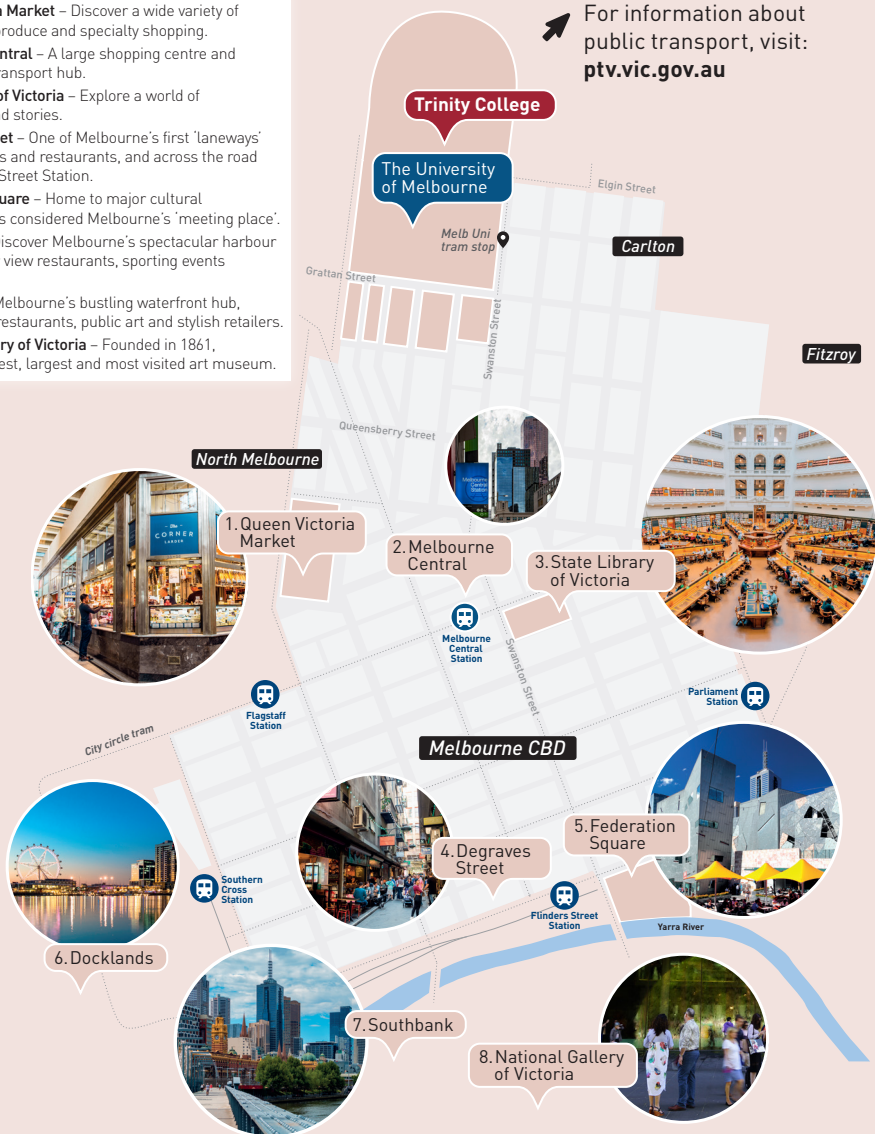 Market – Discover a wide variety of
produce and specialty shopping.
ntral – A large shopping centre and
ransport hub.
of Victoria – Explore a world of
d stories.
et – One of Melbourne's first 'laneways'
s and restaurants, and across the road
Street Station.
uare – Home to major cultural
s considered Melbourne's 'meeting place'.
iscover Melbourne's spectacular harbour
view restaurants, sporting events
Melbourne's bustling waterfront hub,
restaurants, public art and stylish retailers.
ry of Victoria – Founded in 1861,
est, largest and most visited art museum.
For information about
public transport, visit:
ptv.vic.gov.au
Trinity College
The University
of Melbourne
Elgin Street
Melb Uni
tram stop
Carlton
Grattan Street
Swanston Street
Fitzroy
Queensberry Street
North Melbourne
Melbourne
Central
Station
The
CORNER
LARDER
1. Queen Victoria
Market
2. Melbourne
Central
3. State Library
of Victoria
Melbourne
Central
Station
Swanston Street
Flagstaff
Station
Parliament
Station
City circle tram
Melbourne CBD
4. Degraves
Street
5. Federation
Square
Southern
Cross
Station
Flinders Street
Station
Yarra River
6. Docklands
7. Southbank
8. National Gallery
of Victoria